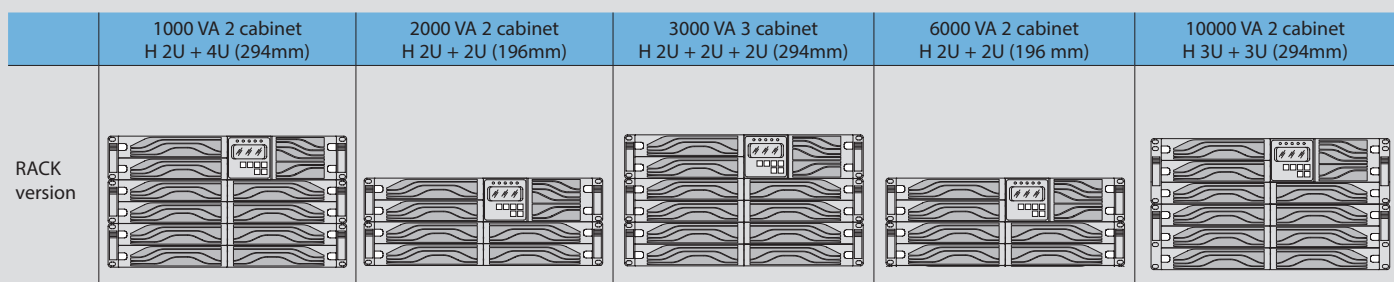 1000 VA 2 cabinet
H 2U + 4U (294mm)
2000 VA 2 cabinet
H 2U + 2U (196mm)
3000 VA 3 cabinet
H 2U + 2U + 2U (294mm)
6000 VA 2 cabinet
H 2U + 2U (196 mm)
10000 VA 2 cabinet
H 3U + 3U (294mm)
RACK
version